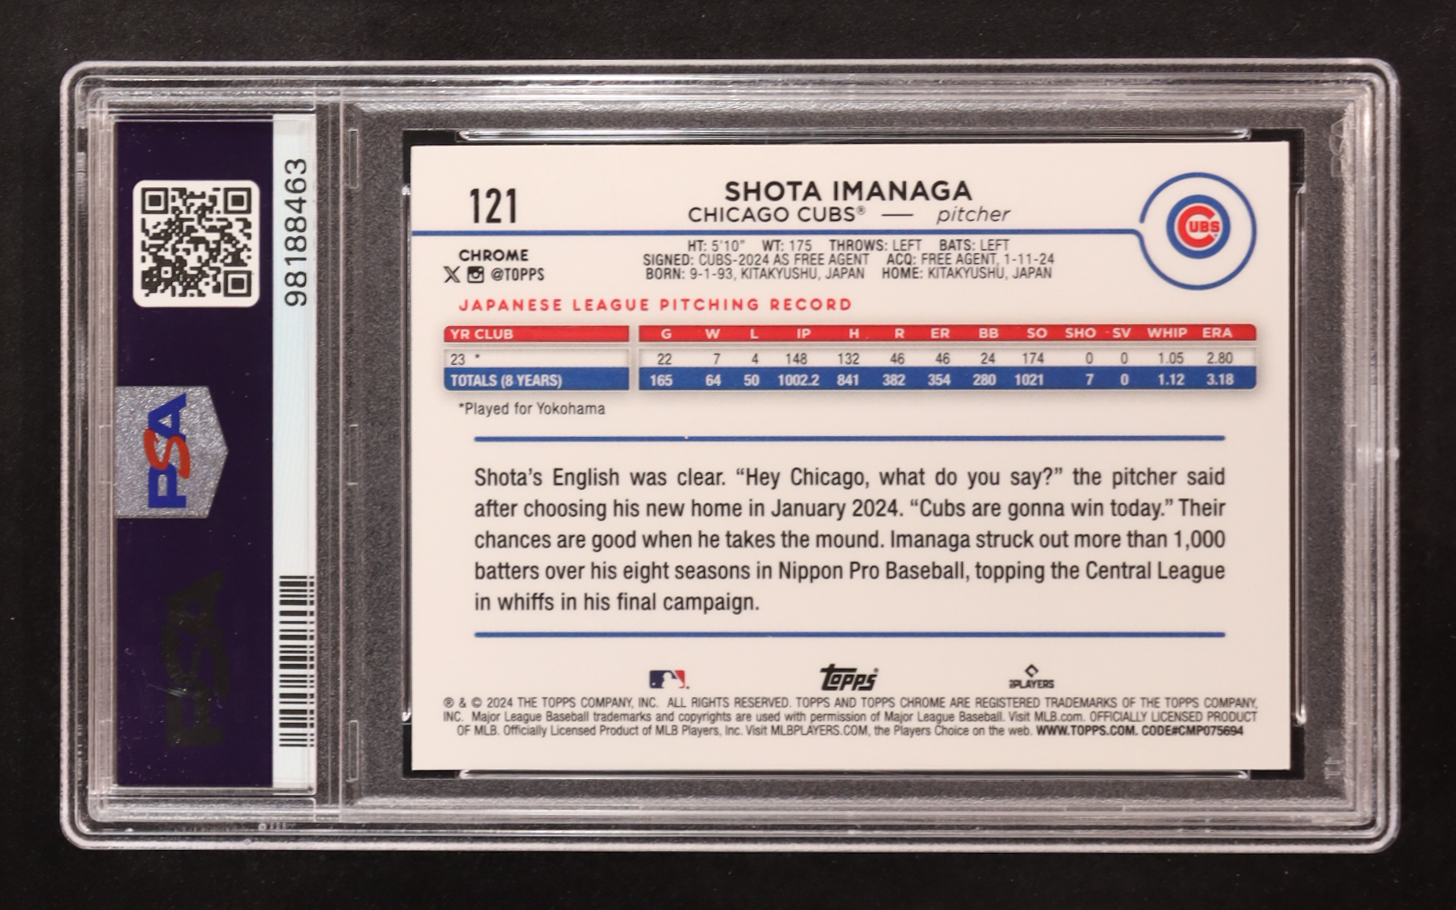 98188463
PSA
PSA
121
SHOTA IMANAGA
CHICAGO CUBS® — pitcher
CUBS
CHROME
@TOPPS
HT: 5'10" WT: 175 THROWS: LEFT BATS: LEFT
SIGNED: CUBS-2024 AS FREE AGENT ACQ: FREE AGENT, 1-11-24
BORN: 9-1-93, KITAKYUSHU, JAPAN HOME: KITAKYUSHU, JAPAN
JAPANESE LEAGUE PITCHING RECORD
YR CLUB G W L IP H R ER BB SO SHO SV WHIP ERA
23 * 22 7 4 148 132 46 46 24 174 0 0 1.05 2.80
TOTALS (8 YEARS) 165 64 50 1002.2 841 382 354 280 1021 7 0 1.12 3.18
*Played for Yokohama
Shota's English was clear. “Hey Chicago, what do you say?” the pitcher said
after choosing his new home in January 2024. “Cubs are gonna win today.” Their
chances are good when he takes the mound. Imanaga struck out more than 1,000
batters over his eight seasons in Nippon Pro Baseball, topping the Central League
in whiffs in his final campaign.
Topps
PLAYERS
® & © 2024 THE TOPPS COMPANY, INC. ALL RIGHTS RESERVED. TOPPS AND TOPPS CHROME ARE REGISTERED TRADEMARKS OF THE TOPPS COMPANY,
INC. Major League Baseball trademarks and copyrights are used with permission of Major League Baseball. Visit MLB.com. OFFICIALLY LICENSED PRODUCT
OF MLB. Officially Licensed Product of MLB Players, Inc. Visit MLBPLAYERS.COM, the Players Choice on the web. WWW.TOPPS.COM. CODE#CMP075694